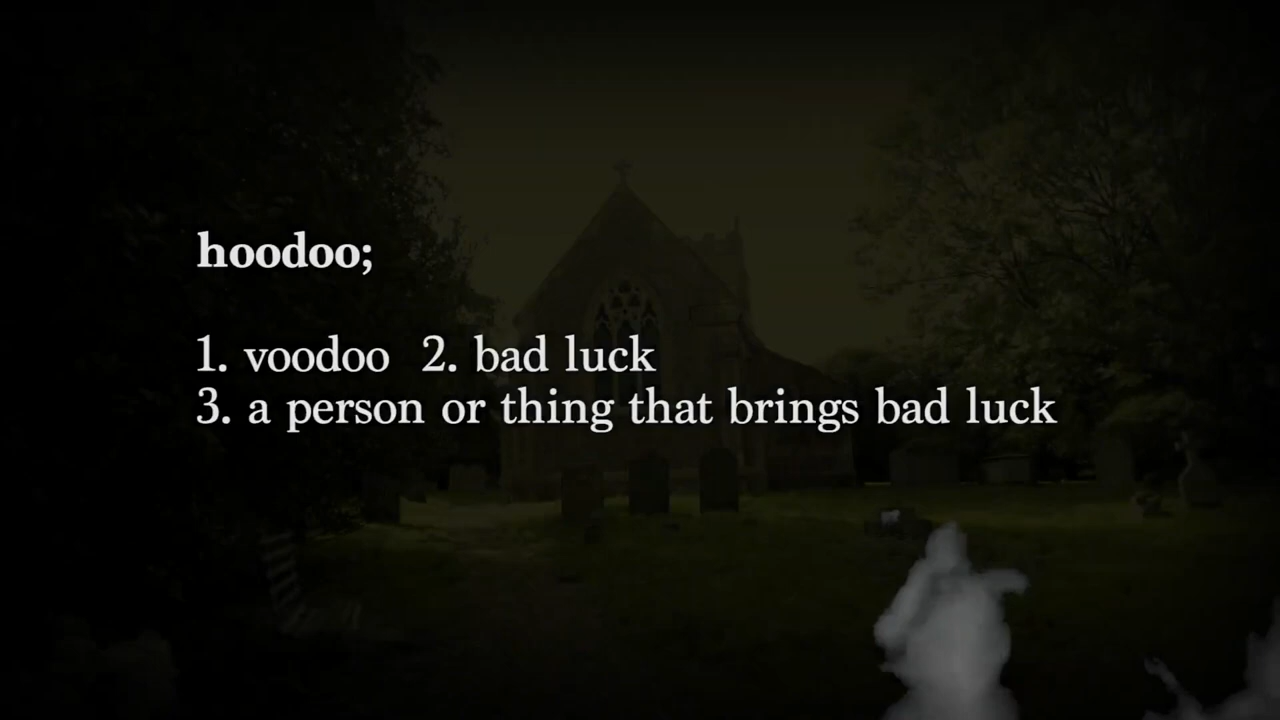 hoodoo;
1. voodoo 2. bad luck
3. a person or thing that brings bad luck